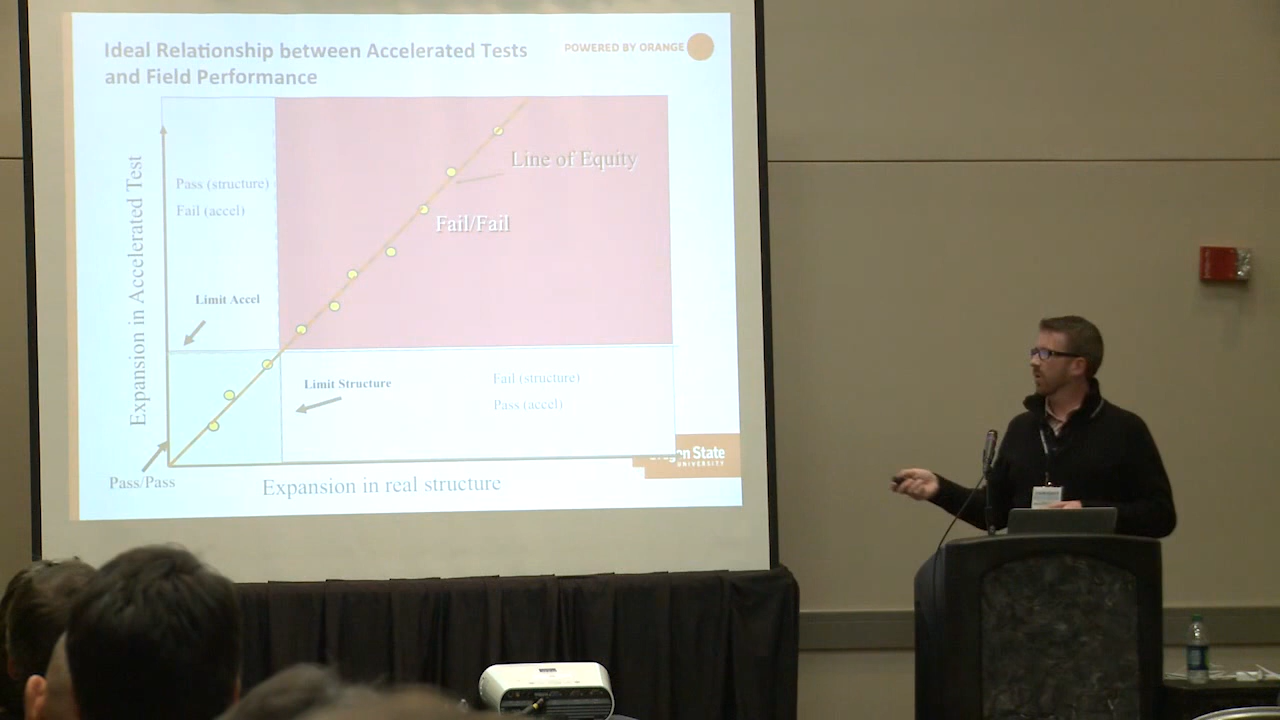 Ideal Relationship between Accelerated Tests
and Field Performance
POWERED BY ORANGE
Expansion in Accelerated Test
Pass (structure)
Fail (accel)
Line of Equity
Fail/Fail
Limit Accel
Limit Structure
Fail (structure)
Pass (accel)
Pass/Pass
Expansion in real structure
State
UNIVERSITY